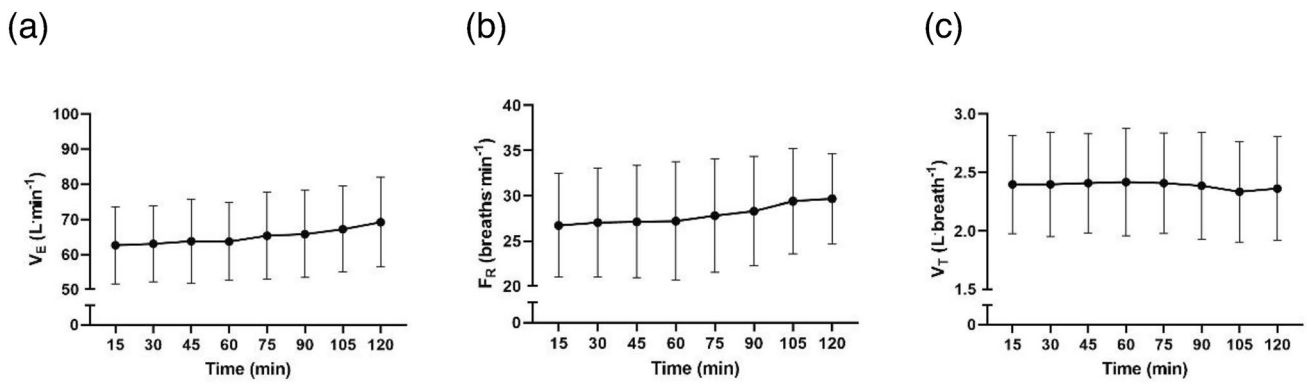 (a)
100
90
80
70
60
50
0
V_E (L·min⁻¹)
15 30 45 60 75 90 105 120
Time (min)
(b)
40
35
30
25
20
0
F_R (breaths·min⁻¹)
15 30 45 60 75 90 105 120
Time (min)
(c)
3.0
2.5
2.0
1.5
0
V_T (L·breath⁻¹)
15 30 45 60 75 90 105 120
Time (min)